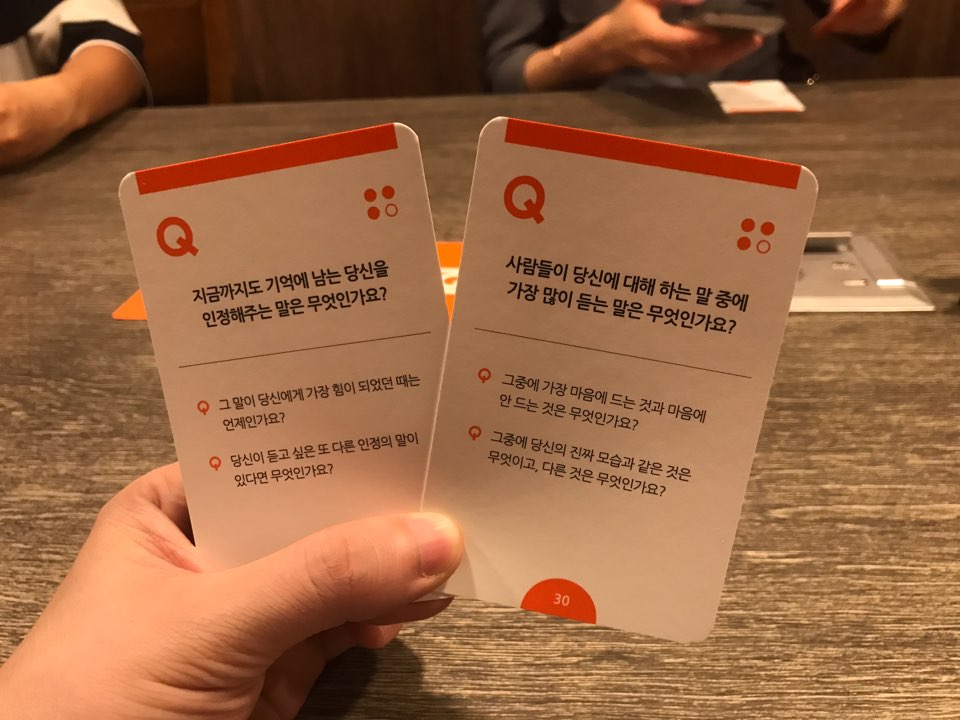 Q
지금까지도 기억에 남는 당신을
인정해주는 말은 무엇인가요?
Q 그 말이 당신에게 가장 힘이 되었던 때는
언제인가요?
Q 당신이 듣고 싶은 또 다른 인정의 말이
있다면 무엇인가요?
Q
사람들이 당신에 대해 하는 말 중에
가장 많이 듣는 말은 무엇인가요?
Q 그중에 가장 마음에 드는 것과 마음에
안 드는 것은 무엇인가요?
Q 그중에 당신의 진짜 모습과 같은 것은
무엇이고, 다른 것은 무엇인가요?
30